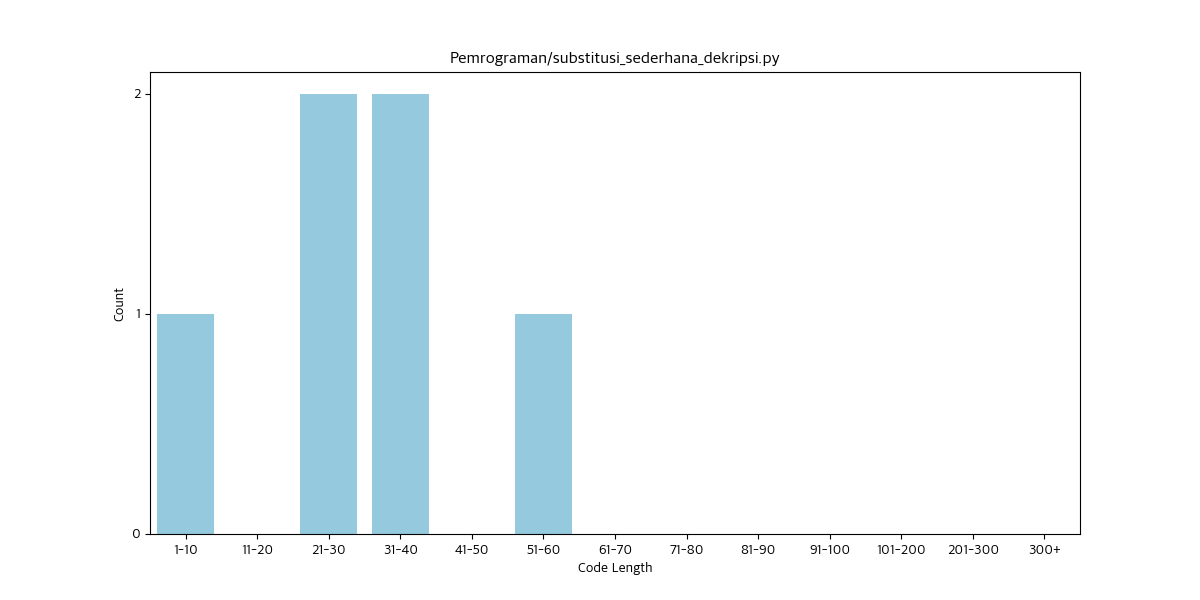 Pemrograman/substitusi_sederhana_dekripsi.py
2
1
0
Count
1-10 11-20 21-30 31-40 41-50 51-60 61-70 71-80 81-90 91-100 101-200 201-300 300+
Code Length